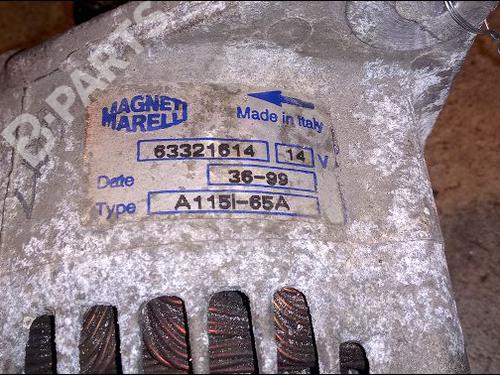 B-PARTS
MAGNETI
MARELLI
Made in Italy
63321614 14 V
Date 36-99
Type A115I-65A